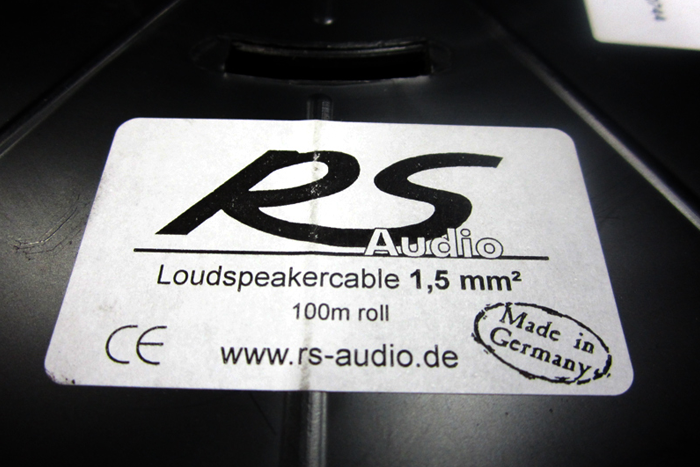 RS
Audio
Loudspeakercable 1,5 mm²
100m roll
CE
www.rs-audio.de
Made in
Germany